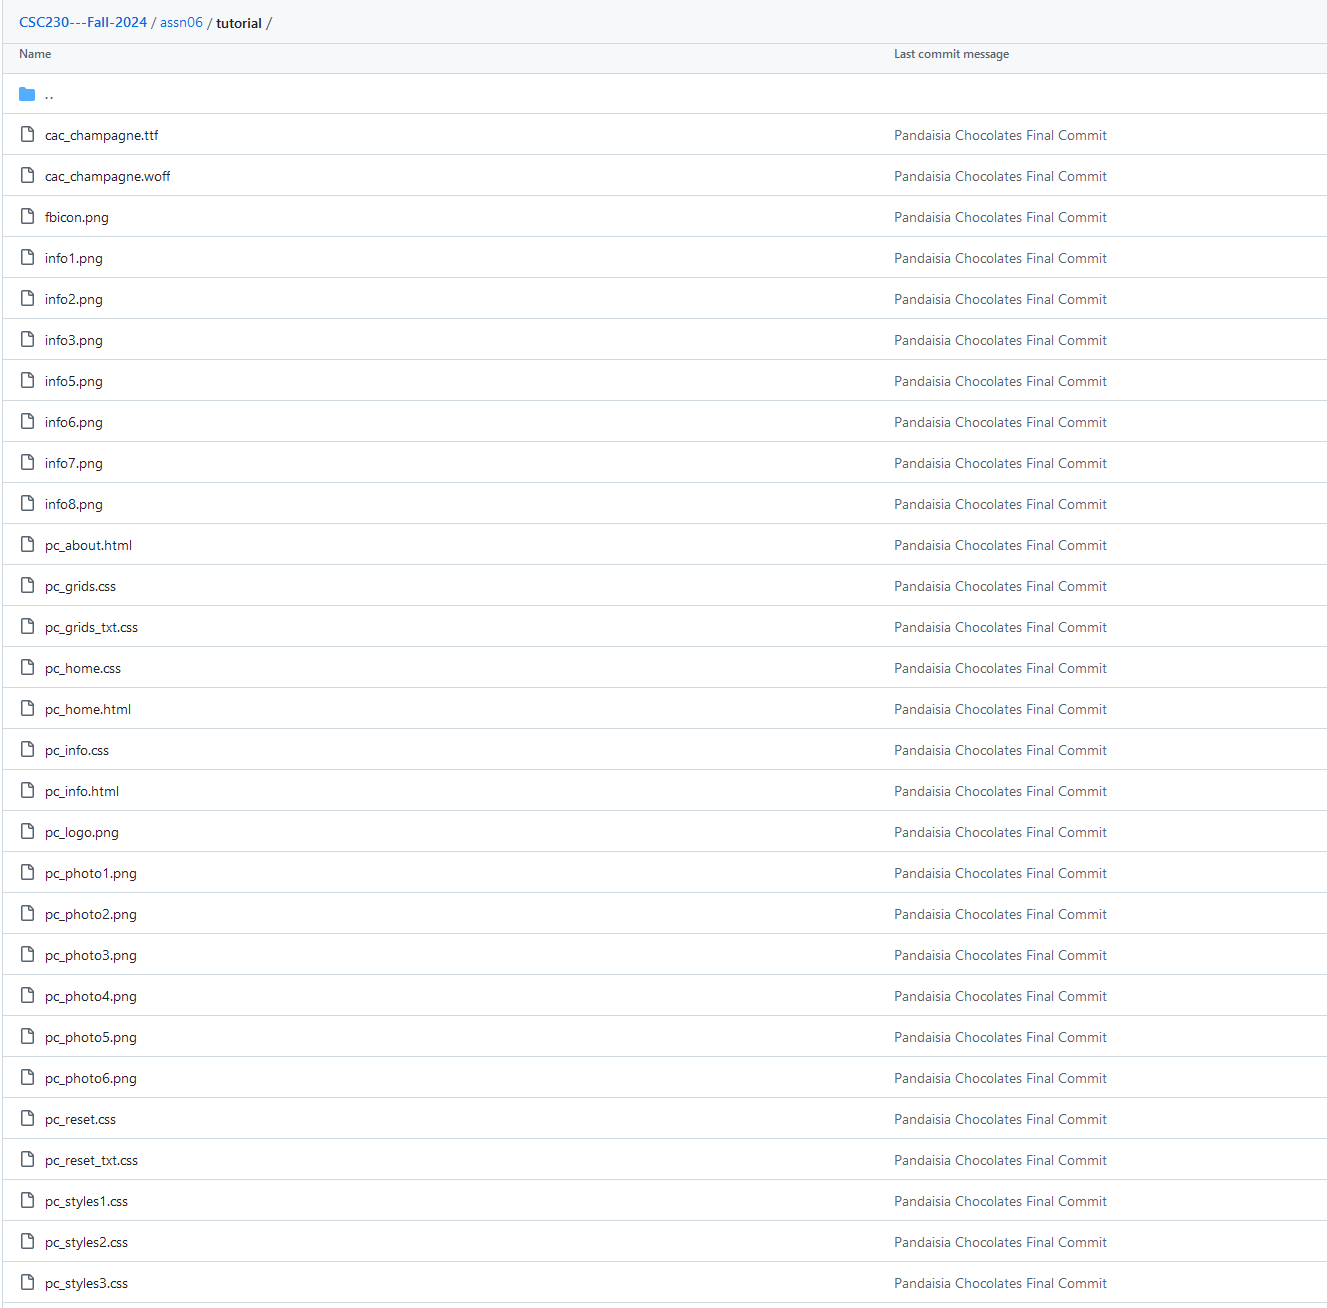 CSC230---Fall-2024 / assn06 / tutorial /
Name Last commit message
..
cac_champagne.ttf Pandaisia Chocolates Final Commit
cac_champagne.woff Pandaisia Chocolates Final Commit
fbicon.png Pandaisia Chocolates Final Commit
info1.png Pandaisia Chocolates Final Commit
info2.png Pandaisia Chocolates Final Commit
info3.png Pandaisia Chocolates Final Commit
info5.png Pandaisia Chocolates Final Commit
info6.png Pandaisia Chocolates Final Commit
info7.png Pandaisia Chocolates Final Commit
info8.png Pandaisia Chocolates Final Commit
pc_about.html Pandaisia Chocolates Final Commit
pc_grids.css Pandaisia Chocolates Final Commit
pc_grids_txt.css Pandaisia Chocolates Final Commit
pc_home.css Pandaisia Chocolates Final Commit
pc_home.html Pandaisia Chocolates Final Commit
pc_info.css Pandaisia Chocolates Final Commit
pc_info.html Pandaisia Chocolates Final Commit
pc_logo.png Pandaisia Chocolates Final Commit
pc_photo1.png Pandaisia Chocolates Final Commit
pc_photo2.png Pandaisia Chocolates Final Commit
pc_photo3.png Pandaisia Chocolates Final Commit
pc_photo4.png Pandaisia Chocolates Final Commit
pc_photo5.png Pandaisia Chocolates Final Commit
pc_photo6.png Pandaisia Chocolates Final Commit
pc_reset.css Pandaisia Chocolates Final Commit
pc_reset_txt.css Pandaisia Chocolates Final Commit
pc_styles1.css Pandaisia Chocolates Final Commit
pc_styles2.css Pandaisia Chocolates Final Commit
pc_styles3.css Pandaisia Chocolates Final Commit